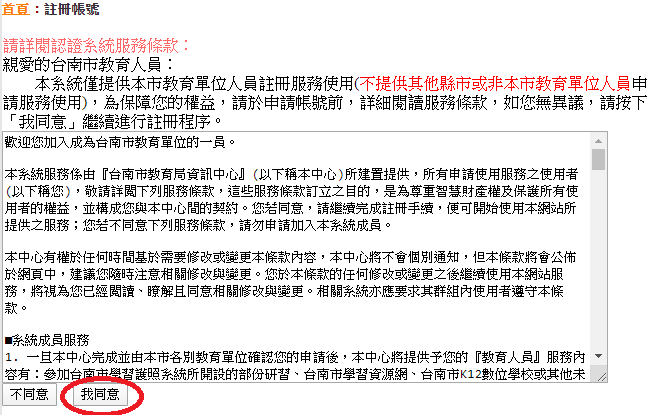 首頁：註冊帳號
請詳閱認證系統服務條款：
親愛的台南市教育人員：
本系統僅提供本市教育單位人員註冊服務使用(不提供其他縣市或非本市教育單位人員申
請服務使用)，為保障您的權益，請於申請帳號前，詳細閱讀服務條款，如您無異議，請按下
「我同意」繼續進行註冊程序。
歡迎您加入成為台南市教育單位的一員。
本系統服務係由『台南市教育局資訊中心』(以下稱本中心)所建置提供，所有申請使用服務之使用者
(以下稱您)，敬請詳閱下列服務條款，這些服務條款訂立之目的，是為尊重智慧財產權及保護所有使
用者的權益，並構成您與本中心間的契約。您若同意，請繼續完成註冊手續，便可開始使用本網站所
提供之服務；您若不同意下列服務條款，請勿申請加入本系統成員。
本中心有權於任何時間基於需要修改或變更本條款內容，本中心將不會個別通知，但本條款將會公佈
於網頁中，建議您隨時注意相關修改與變更。您於本條款的任何修改或變更之後繼續使用本網站服
務，將視為您已經閱讀、瞭解且同意相關修改與變更。相關系統亦應要求其群組內使用者遵守本條
款。
■系統成員服務
1. 一旦本中心完成並由本市各別教育單位確認您的申請後，本中心將提供予您的『教育人員』服務內
容有：參加台南市學習護照系統所開設的部份研習、台南市學習資源網、台南市K12數位學校或其他未
不同意 我同意